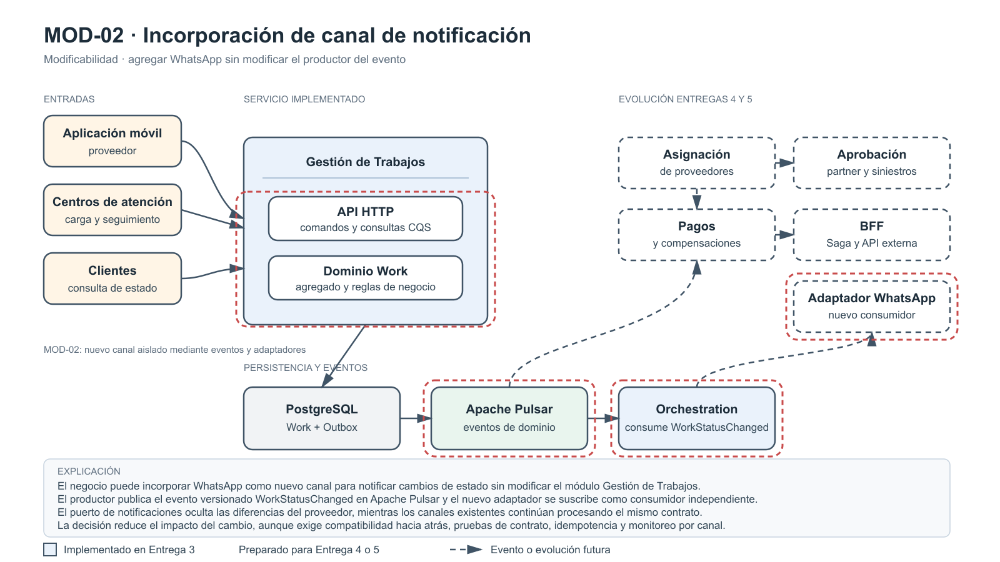 MOD-02 · Incorporación de canal de notificación
Modificabilidad · agregar WhatsApp sin modificar el productor del evento
ENTRADAS
SERVICIO IMPLEMENTADO
EVOLUCIÓN ENTREGAS 4 Y 5
Aplicación móvil
proveedor
Centros de atención
carga y seguimiento
Clientes
consulta de estado
Gestión de Trabajos
API HTTP
comandos y consultas CQS
Dominio Work
agregado y reglas de negocio
Asignación
de proveedores
Aprobación
partner y siniestros
Pagos
y compensaciones
BFF
Saga y API externa
Adaptador WhatsApp
nuevo consumidor
MOD-02: nuevo canal aislado mediante eventos y adaptadores
PERSISTENCIA Y EVENTOS
PostgreSQL
Work + Outbox
Apache Pulsar
eventos de dominio
Orchestration
consume WorkStatusChanged
EXPLICACIÓN
El negocio puede incorporar WhatsApp como nuevo canal para notificar cambios de estado sin modificar el módulo Gestión de Trabajos.
El productor publica el evento versionado WorkStatusChanged en Apache Pulsar y el nuevo adaptador se suscribe como consumidor independiente.
El puerto de notificaciones oculta las diferencias del proveedor, mientras los canales existentes continúan procesando el mismo contrato.
La decisión reduce el impacto del cambio, aunque exige compatibilidad hacia atrás, pruebas de contrato, idempotencia y monitoreo por canal.
Implementado en Entrega 3
Preparado para Entrega 4 o 5
Evento o evolución futura